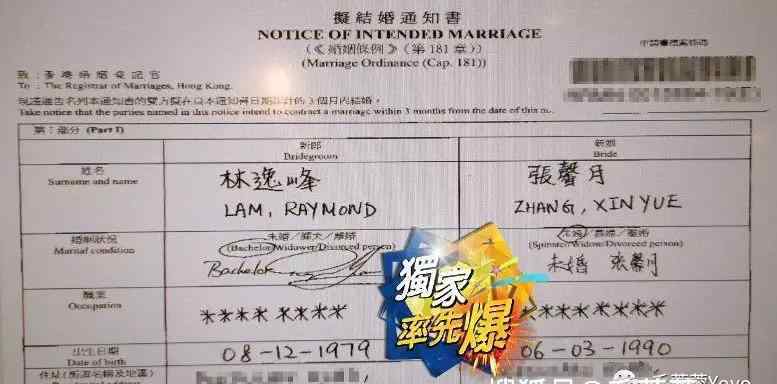 擬結婚通知書
NOTICE OF INTENDED MARRIAGE
(《婚姻條例》(第181章))
(Marriage Ordinance (Cap. 181))
致:香港婚姻登記官
To : The Registrar of Marriages, Hong Kong.
Take notice that the parties named in this notice intend to contract a marriage within 3 months from the date of this
第I部分 (Part I)
新郎
Bridegroom
新娘
Bride
姓名
Surname and name
林逸峰
LAM, RAYMOND
張馨月
ZHANG, XINYUE
婚姻狀況
Marital condition
未婚/鰥夫/離婚
(Bachelor/Widower/Divorced person)
Bachelor
未婚/寡婦/離婚
(Spinster/Widow/Divorced person)
未婚 張馨月
職業
Occupation
**** ****
**** ****
出生日期
Date of birth
08-12-1979
06-03-1990
獨家
率先爆